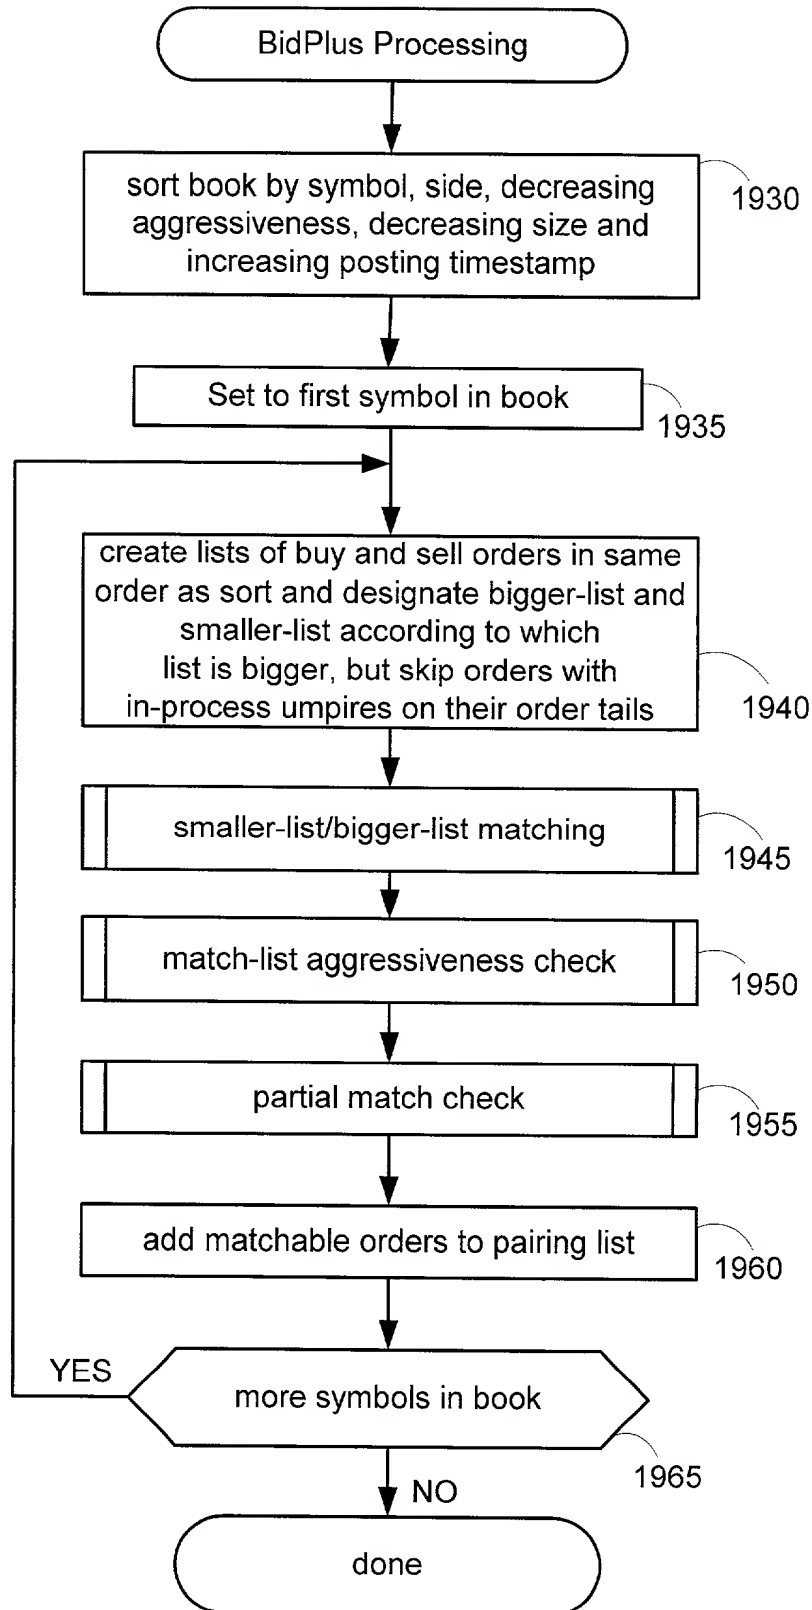 BidPlus Processing
sort book by symbol, side, decreasing
aggressiveness, decreasing size and
increasing posting timestamp
1930
Set to first symbol in book
1935
create lists of buy and sell orders in same
order as sort and designate bigger-list and
smaller-list according to which
list is bigger, but skip orders with
in-process umpires on their order tails
1940
smaller-list/bigger-list matching
1945
match-list aggressiveness check
1950
partial match check
1955
add matchable orders to pairing list
1960
YES
more symbols in book
1965
NO
done